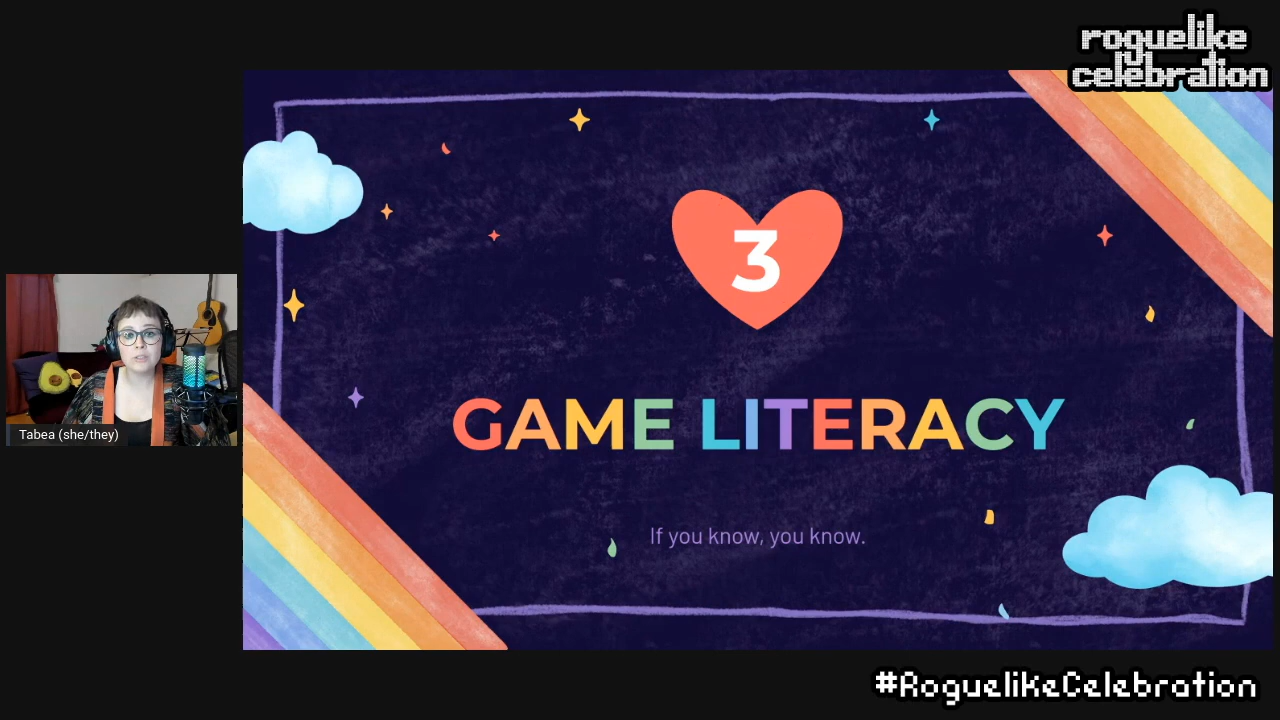 roguelike
celebration
3
GAME LITERACY
If you know, you know.
Tabea (she/they)
#RoguelikeCelebration